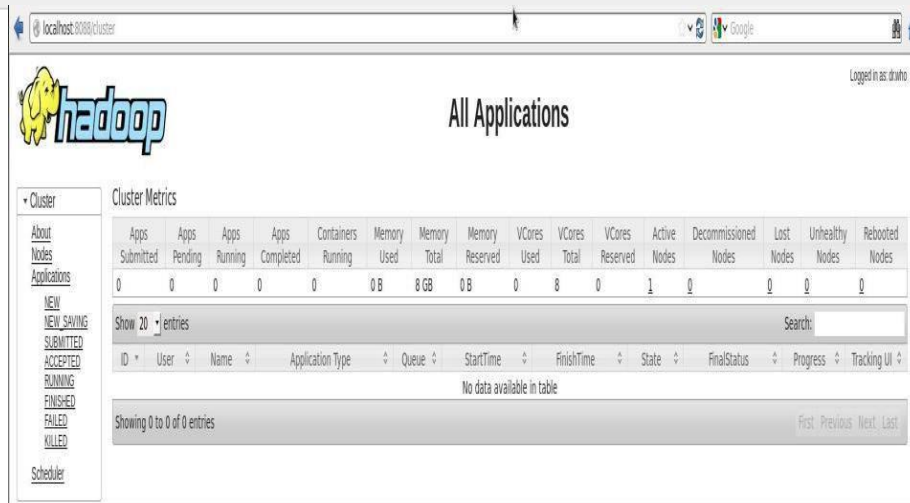 localhost:8088/cluster
Google
Logged in as: dr.who
hadoop
All Applications
Cluster
About
Nodes
Applications
NEW
NEW_SAVING
SUBMITTED
ACCEPTED
RUNNING
FINISHED
FAILED
KILLED
Scheduler
Cluster Metrics
Apps Submitted Apps Pending Apps Running Apps Completed Containers Running Memory Used Memory Total Memory Reserved VCores Used VCores Total VCores Reserved Active Nodes Decommissioned Nodes Lost Nodes Unhealthy Nodes Rebooted Nodes
0 0 0 0 0 0 B 8 GB 0 B 0 8 0 1 0 0 0 0
Show 20 entries Search:
ID User Name Application Type Queue StartTime FinishTime State FinalStatus Progress Tracking UI
No data available in table
Showing 0 to 0 of 0 entries First Previous Next Last